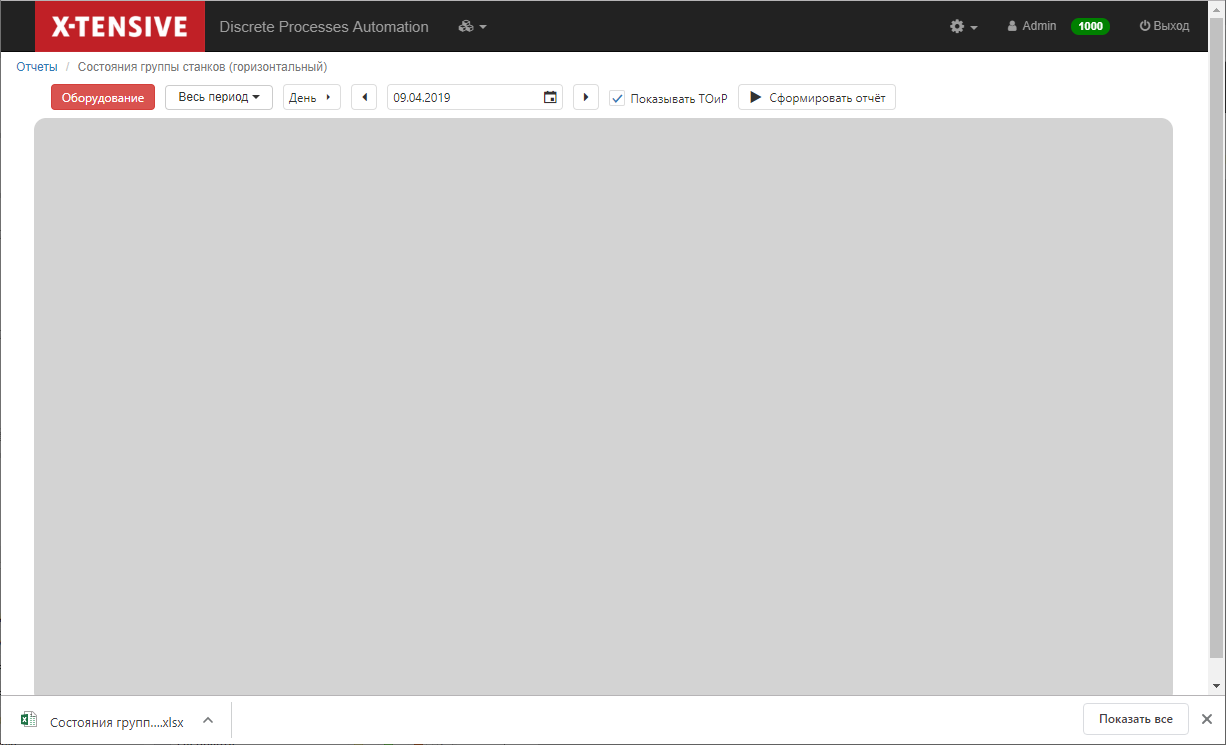 X-TENSIVE Discrete Processes Automation Admin 1000 Выход
Отчеты / Состояния группы станков (горизонтальный)
Оборудование Весь период День 09.04.2019 Показывать ТОиР Сформировать отчёт
Состояния групп....xlsx Показать все